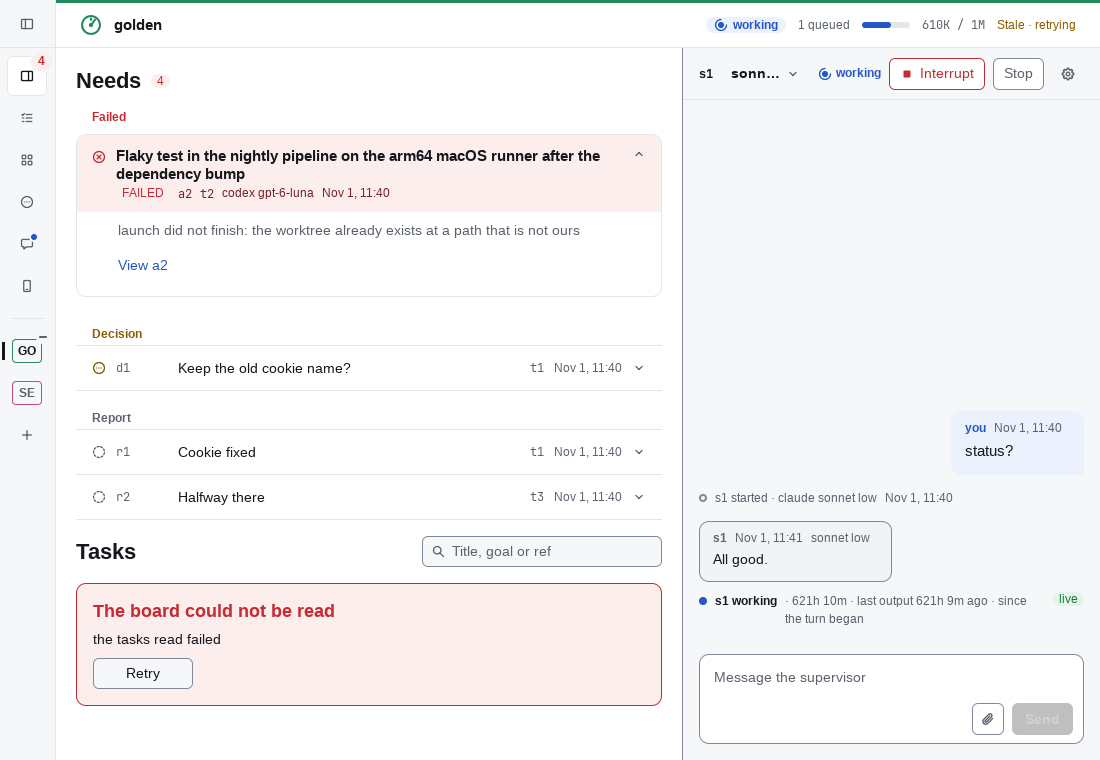 golden
working
1 queued
610K / 1M
Stale · retrying
4
GO
SE
Needs 4
Failed
Flaky test in the nightly pipeline on the arm64 macOS runner after the
dependency bump
FAILED a2 t2 codex gpt-6-luna Nov 1, 11:40
launch did not finish: the worktree already exists at a path that is not ours
View a2
Decision
d1 Keep the old cookie name? t1 Nov 1, 11:40
Report
r1 Cookie fixed t1 Nov 1, 11:40
r2 Halfway there t3 Nov 1, 11:40
Tasks
Title, goal or ref
The board could not be read
the tasks read failed
Retry
s1 sonn... working Interrupt Stop
you Nov 1, 11:40
status?
s1 started · claude sonnet low Nov 1, 11:40
s1 Nov 1, 11:41 sonnet low
All good.
s1 working · 621h 10m · last output 621h 9m ago · since live
the turn began
Message the supervisor
Send